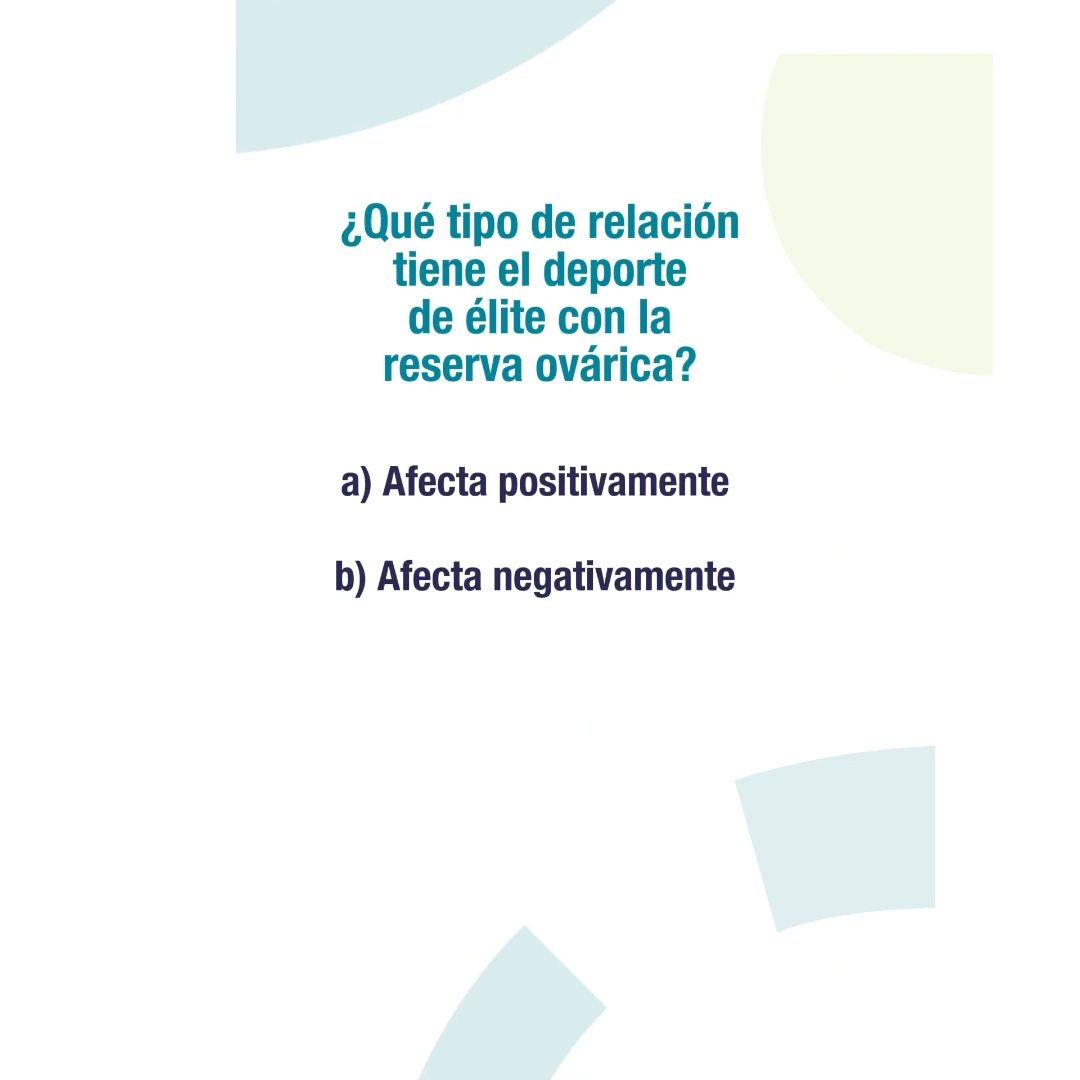 ¿Qué tipo de relación
tiene el deporte
de élite con la
reserva ovárica?
a) Afecta positivamente
b) Afecta negativamente